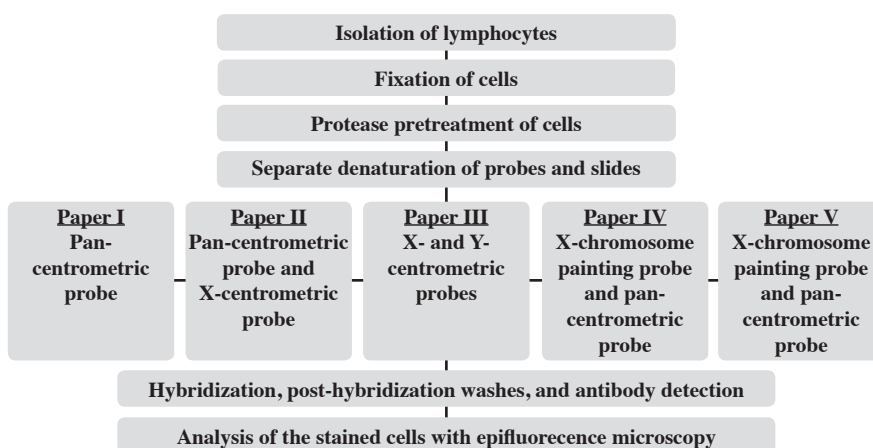 Isolation of lymphocytes
Fixation of cells
Protease pretreatment of cells
Separate denaturation of probes and slides
Paper I
Pan-
centrometric
probe
Paper II
Pan-centrometric
probe and
X-centrometric
probe
Paper III
X- and Y-
centrometric
probes
Paper IV
X-chromosome
painting probe
and pan-
centrometric
probe
Paper V
X-chromosome
painting probe
and pan-
centrometric
probe
Hybridization, post-hybridization washes, and antibody detection
Analysis of the stained cells with epifluorecence microscopy